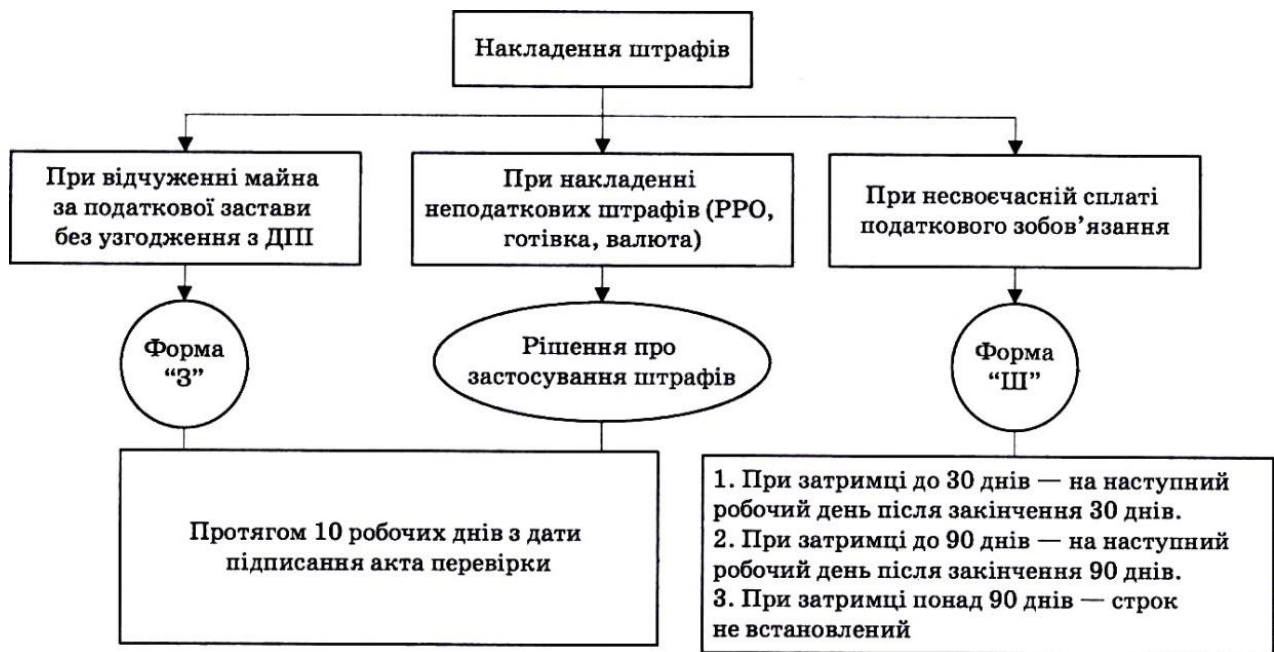 Накладення штрафів
При відчуженні майна
за податкової застави
без узгодження з ДПІ
При накладенні
неподаткових штрафів (РРО,
готівка, валюта)
При несвоєчасній сплаті
податкового зобов’язання
Форма
“З”
Рішення про
застосування штрафів
Форма
“Ш”
Протягом 10 робочих днів з дати
підписання акта перевірки
1. При затримці до 30 днів — на наступний
робочий день після закінчення 30 днів.
2. При затримці до 90 днів — на наступний
робочий день після закінчення 90 днів.
3. При затримці понад 90 днів — строк
не встановлений